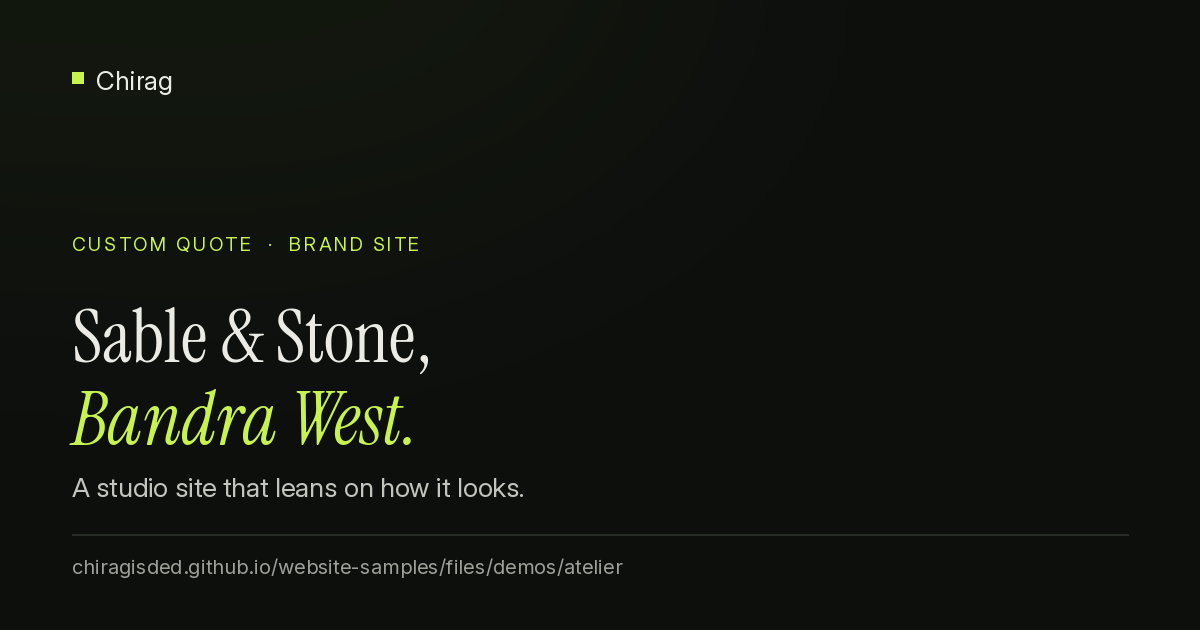 Chirag
CUSTOM QUOTE · BRAND SITE
Sable & Stone,
Bandra West.
A studio site that leans on how it looks.
chiragisded.github.io/website-samples/files/demos/atelier